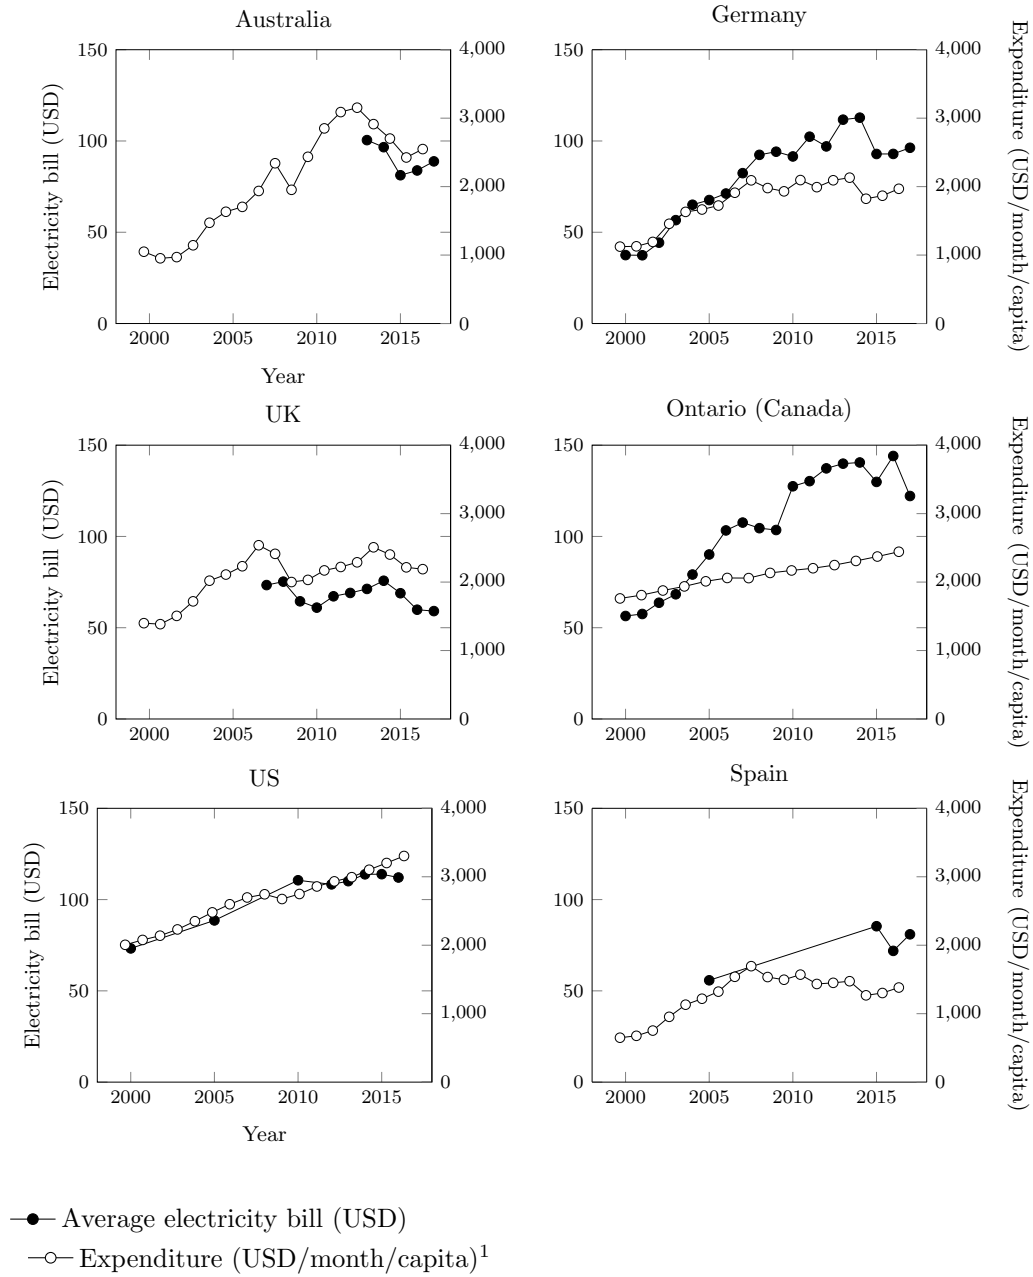 Australia
150
100
50
0
Electricity bill (USD)
4,000
3,000
2,000
1,000
0
2000 2005 2010 2015
Year
Germany
150
100
50
0
4,000
3,000
2,000
1,000
0
Expenditure (USD/month/capita)
2000 2005 2010 2015
UK
150
100
50
0
Electricity bill (USD)
4,000
3,000
2,000
1,000
0
2000 2005 2010 2015
Ontario (Canada)
150
100
50
0
4,000
3,000
2,000
1,000
0
Expenditure (USD/month/capita)
2000 2005 2010 2015
US
150
100
50
0
Electricity bill (USD)
4,000
3,000
2,000
1,000
0
2000 2005 2010 2015
Year
Spain
150
100
50
0
4,000
3,000
2,000
1,000
0
Expenditure (USD/month/capita)
2000 2005 2010 2015
Average electricity bill (USD)
Expenditure (USD/month/capita)¹